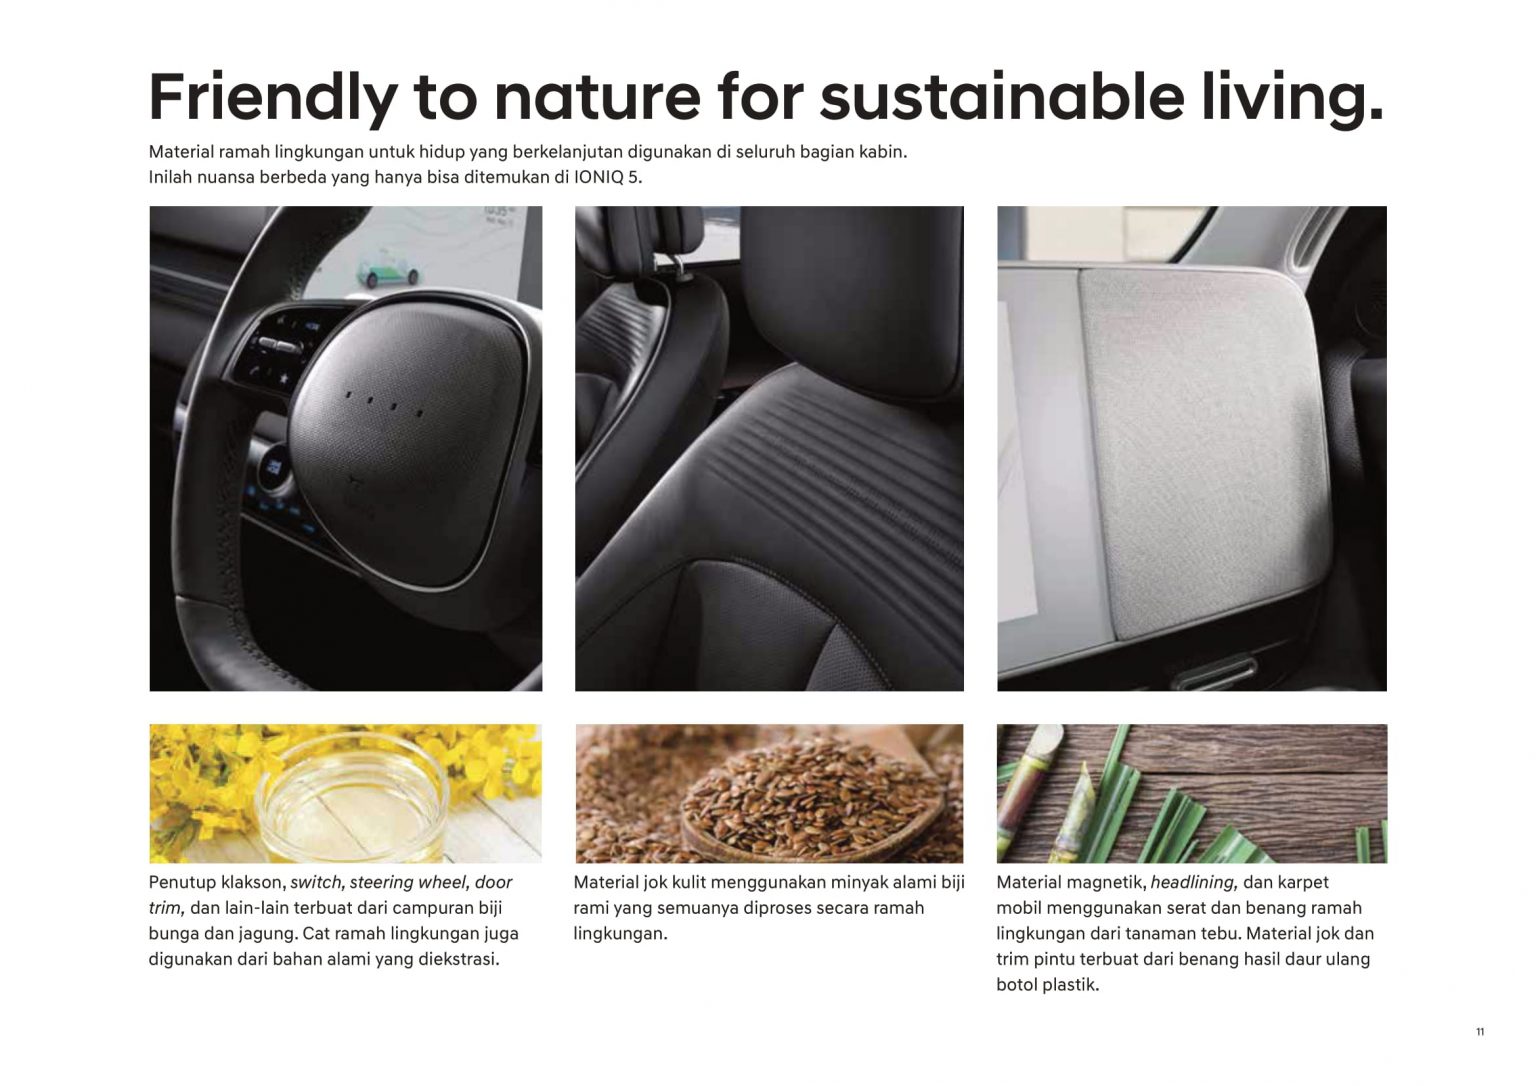 Friendly to nature for sustainable living.
Material ramah lingkungan untuk hidup yang berkelanjutan digunakan di seluruh bagian kabin.
Inilah nuansa berbeda yang hanya bisa ditemukan di IONIQ 5.
Penutup klakson, switch, steering wheel, door
trim, dan lain-lain terbuat dari campuran biji
bunga dan jagung. Cat ramah lingkungan juga
digunakan dari bahan alami yang diekstrasi.
Material jok kulit menggunakan minyak alami biji
rami yang semuanya diproses secara ramah
lingkungan.
Material magnetik, headlining, dan karpet
mobil menggunakan serat dan benang ramah
lingkungan dari tanaman tebu. Material jok dan
trim pintu terbuat dari benang hasil daur ulang
botol plastik.
11